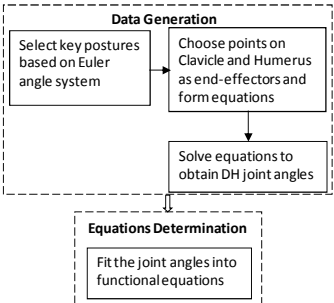 Data Generation
Select key postures
based on Euler
angle system
Choose points on
Clavicle and Humerus
as end-effectors and
form equations
Solve equations to
obtain DH joint angles
Equations Determination
Fit the joint angles into
functional equations